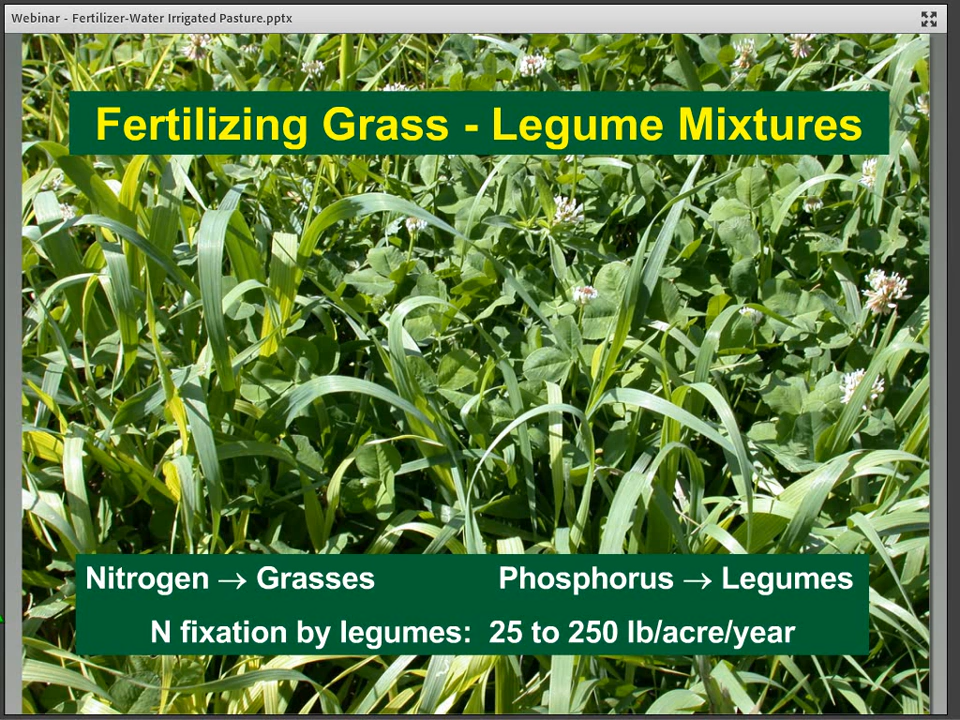 Webinar - Fertilizer-Water Irrigated Pasture.pptx
Fertilizing Grass - Legume Mixtures
Nitrogen → Grasses Phosphorus → Legumes
N fixation by legumes: 25 to 250 lb/acre/year